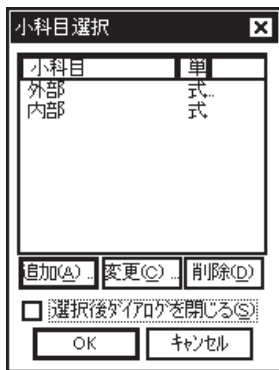 小科目選択
小科目 単
外部 式..
内部 式
追加(A) .. 変更(C) .. 削除(D)
選択後ダイアログを閉じる(S)
OK キャンセル